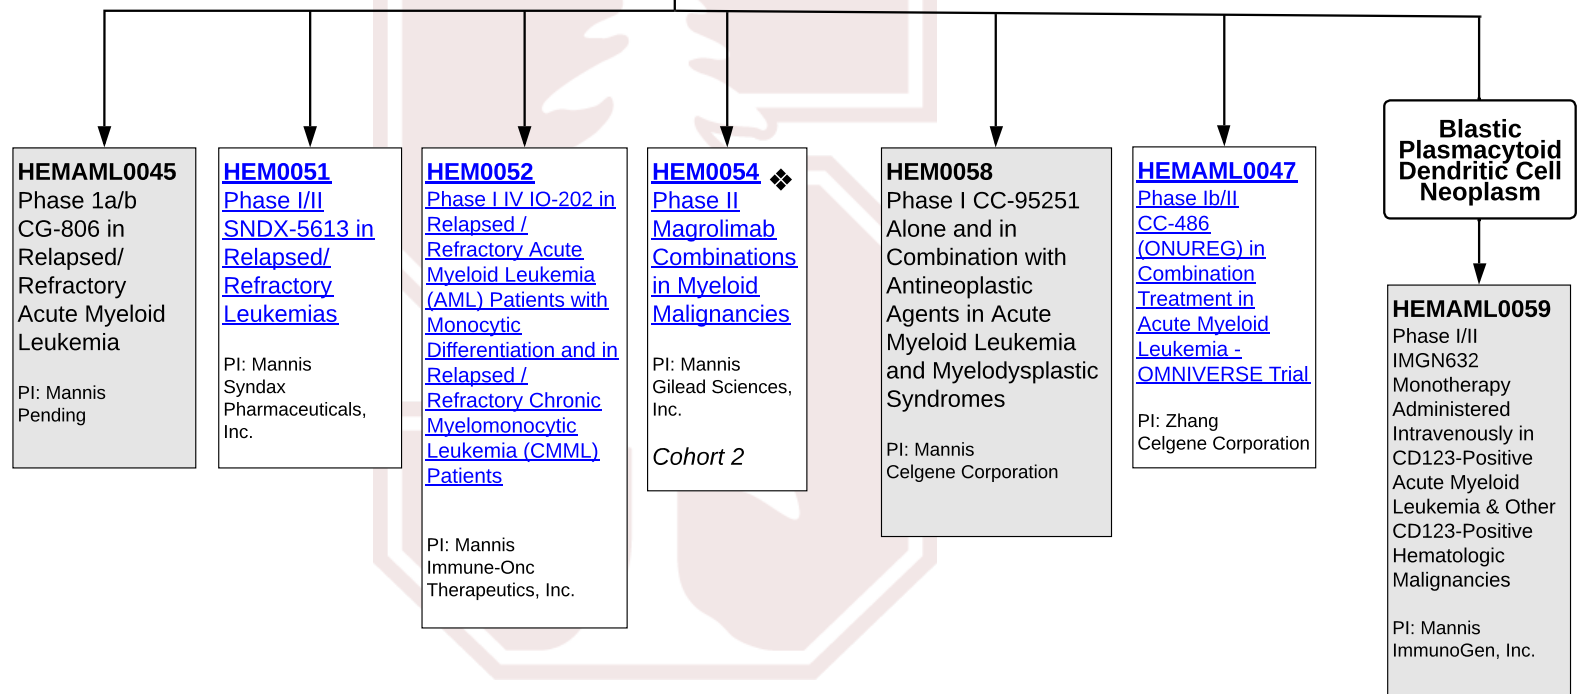 HEMAML0045
Phase 1a/b
CG-806 in
Relapsed/
Refractory
Acute Myeloid
Leukemia
PI: Mannis
Pending
HEM0051
Phase I/II
SNDX-5613 in
Relapsed/
Refractory
Leukemias
PI: Mannis
Syndax
Pharmaceuticals,
Inc.
HEM0052
Phase I IV IO-202 in
Relapsed /
Refractory Acute
Myeloid Leukemia
(AML) Patients with
Monocytic
Differentiation and in
Relapsed /
Refractory Chronic
Myelomonocytic
Leukemia (CMML)
Patients
PI: Mannis
Immune-Onc
Therapeutics, Inc.
HEM0054 ❖
Phase II
Magrolimab
Combinations
in Myeloid
Malignancies
PI: Mannis
Gilead Sciences,
Inc.
Cohort 2
HEM0058
Phase I CC-95251
Alone and in
Combination with
Antineoplastic
Agents in Acute
Myeloid Leukemia
and Myelodysplastic
Syndromes
PI: Mannis
Celgene Corporation
HEMAML0047
Phase Ib/II
CC-486
(ONUREG) in
Combination
Treatment in
Acute Myeloid
Leukemia -
OMNIVERSE Trial
PI: Zhang
Celgene Corporation
Blastic
Plasmacytoid
Dendritic Cell
Neoplasm
HEMAML0059
Phase I/II
IMGN632
Monotherapy
Administered
Intravenously in
CD123-Positive
Acute Myeloid
Leukemia & Other
CD123-Positive
Hematologic
Malignancies
PI: Mannis
ImmunoGen, Inc.